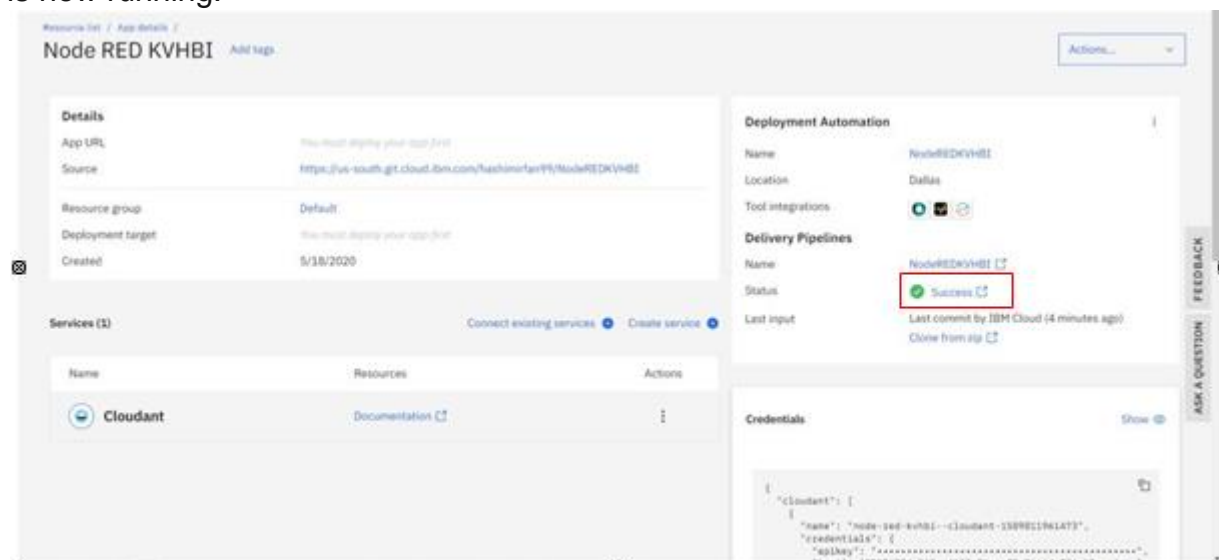 is now running.
Resource list / App details /
Node RED KVHBI Add tags
Actions...
Details
App URL You must deploy your app first
Source https://us-south.git.cloud.ibm.com/hashimirfan99/NodeREDKVHBI
Resource group Default
Deployment target You must deploy your app first
Created 5/18/2020
Services (1) Connect existing services Create service
Name Resources Actions
Cloudant Documentation
Deployment Automation
Name NodeREDKVHBI
Location Dallas
Tool integrations
Delivery Pipelines
Name NodeREDKVHBI
Status Success
Last input Last commit by IBM Cloud (4 minutes ago)
Clone from zip
Credentials Show
{
"cloudant": [
{
"name": "node-red-kvhbi--cloudant-1589811961473",
"credentials": {
"apikey": "
FEEDBACK
ASK A QUESTION